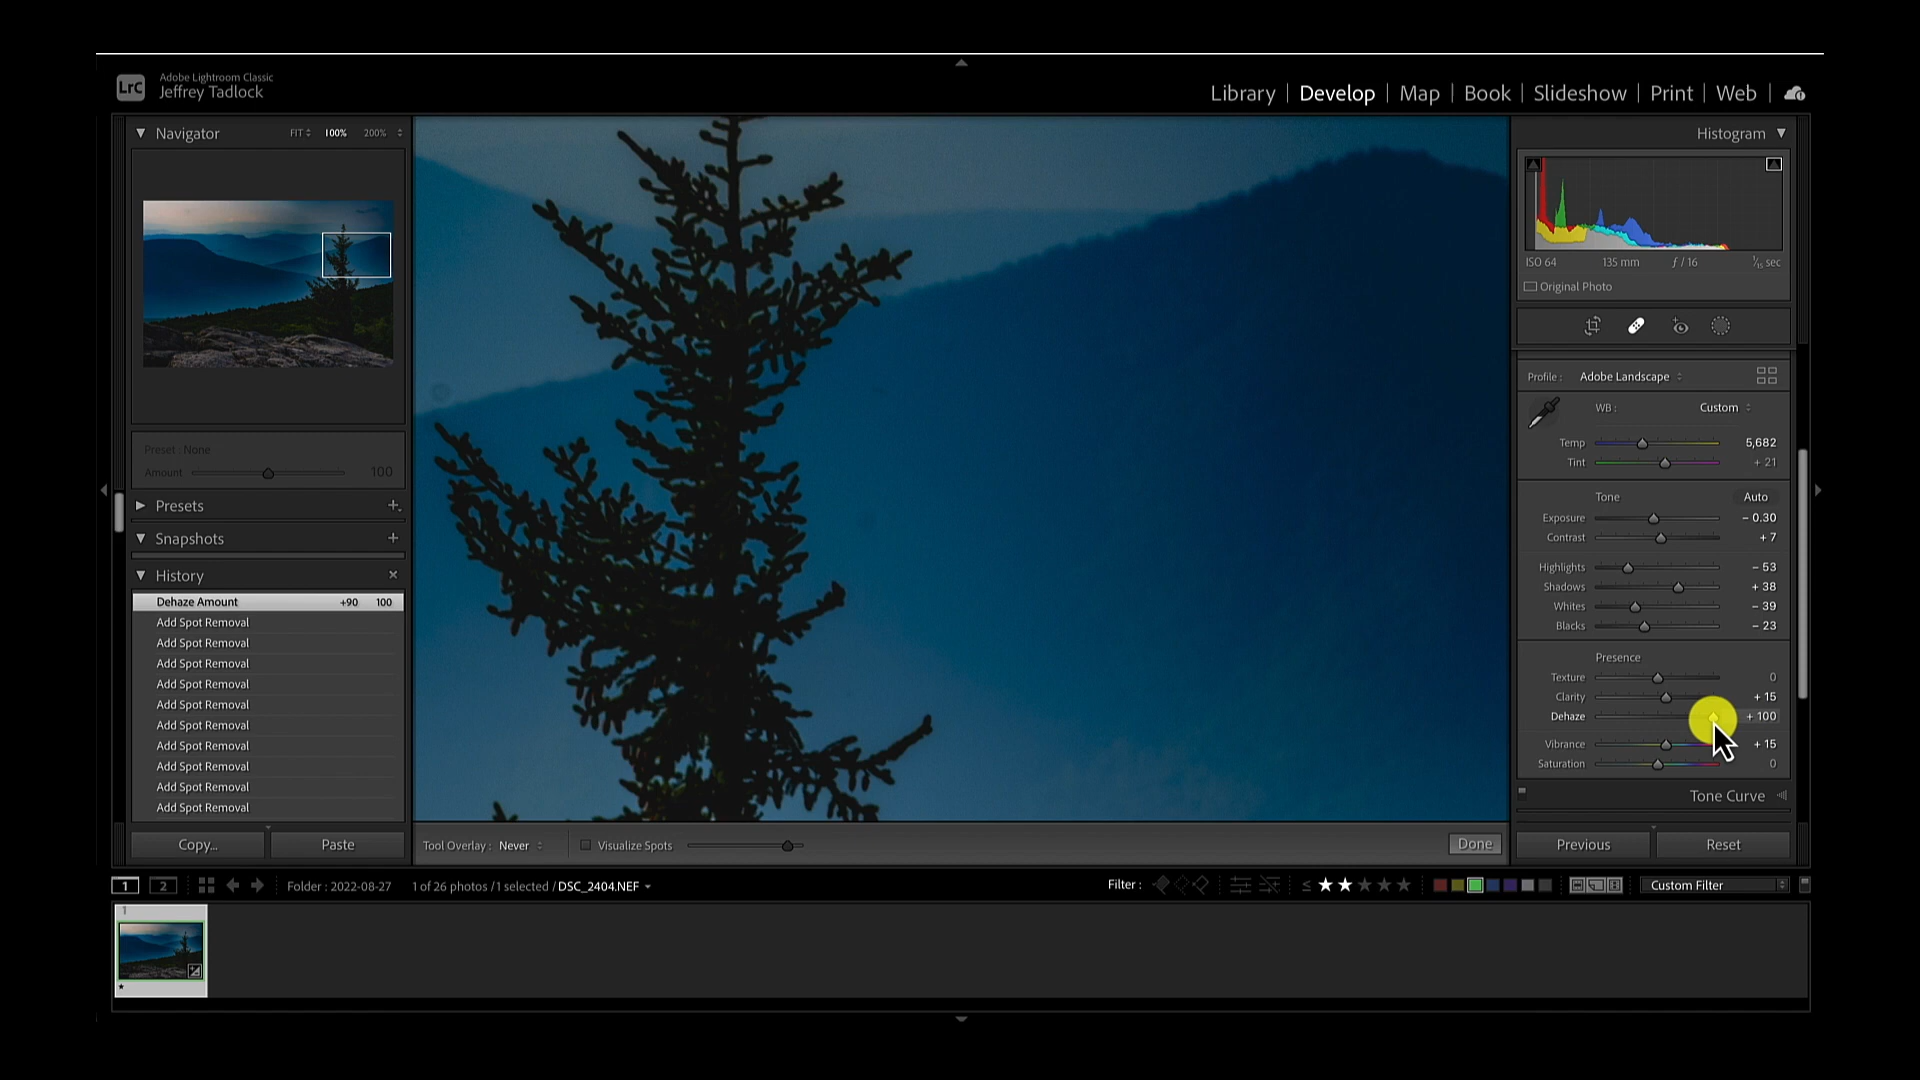 LrC
Adobe Lightroom Classic
Jeffrey Tadlock
Library | Develop | Map | Book | Slideshow | Print | Web |
Navigator FIT 100% 200%
Histogram
ISO 64 135 mm ƒ / 16 1/15 sec
Original Photo
Profile : Adobe Landscape
WB : Custom
Temp 5,682
Tint + 21
Tone Auto
Exposure – 0.30
Contrast + 7
Highlights – 53
Shadows + 38
Whites – 39
Blacks – 23
Presence
Texture 0
Clarity + 15
Dehaze + 100
Vibrance + 15
Saturation 0
Tone Curve
Previous Reset
Preset : None
Amount 100
Presets
Snapshots
History
Dehaze Amount +90 100
Add Spot Removal
Add Spot Removal
Add Spot Removal
Add Spot Removal
Add Spot Removal
Add Spot Removal
Add Spot Removal
Add Spot Removal
Add Spot Removal
Add Spot Removal
Copy... Paste
Tool Overlay : Never Visualize Spots Done
1 2 Folder : 2022-08-27 1 of 26 photos / 1 selected / DSC_2404.NEF Filter : ≤ Custom Filter
1